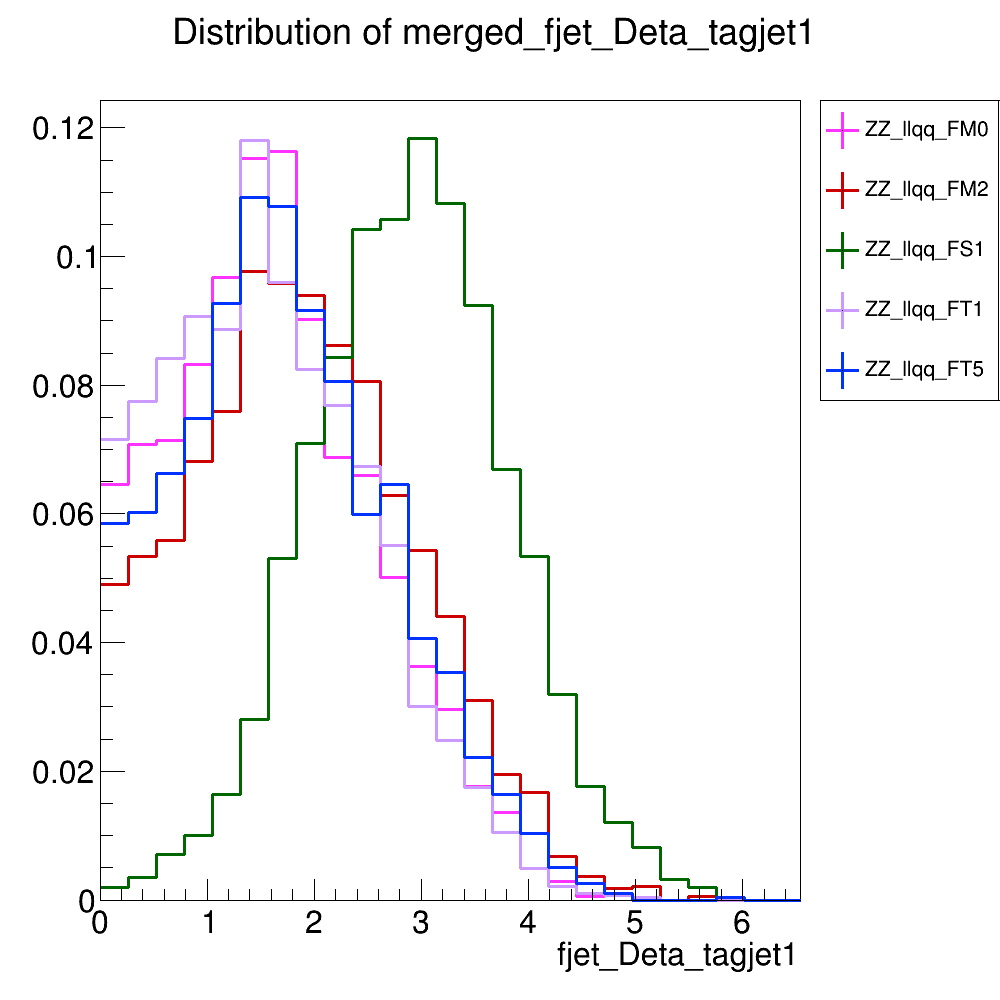 Distribution of merged_fjet_Deta_tagjet1
0.12
0.1
0.08
0.06
0.04
0.02
0
0 1 2 3 4 5 6
fjet_Deta_tagjet1
ZZ_llqq_FM0
ZZ_llqq_FM2
ZZ_llqq_FS1
ZZ_llqq_FT1
ZZ_llqq_FT5